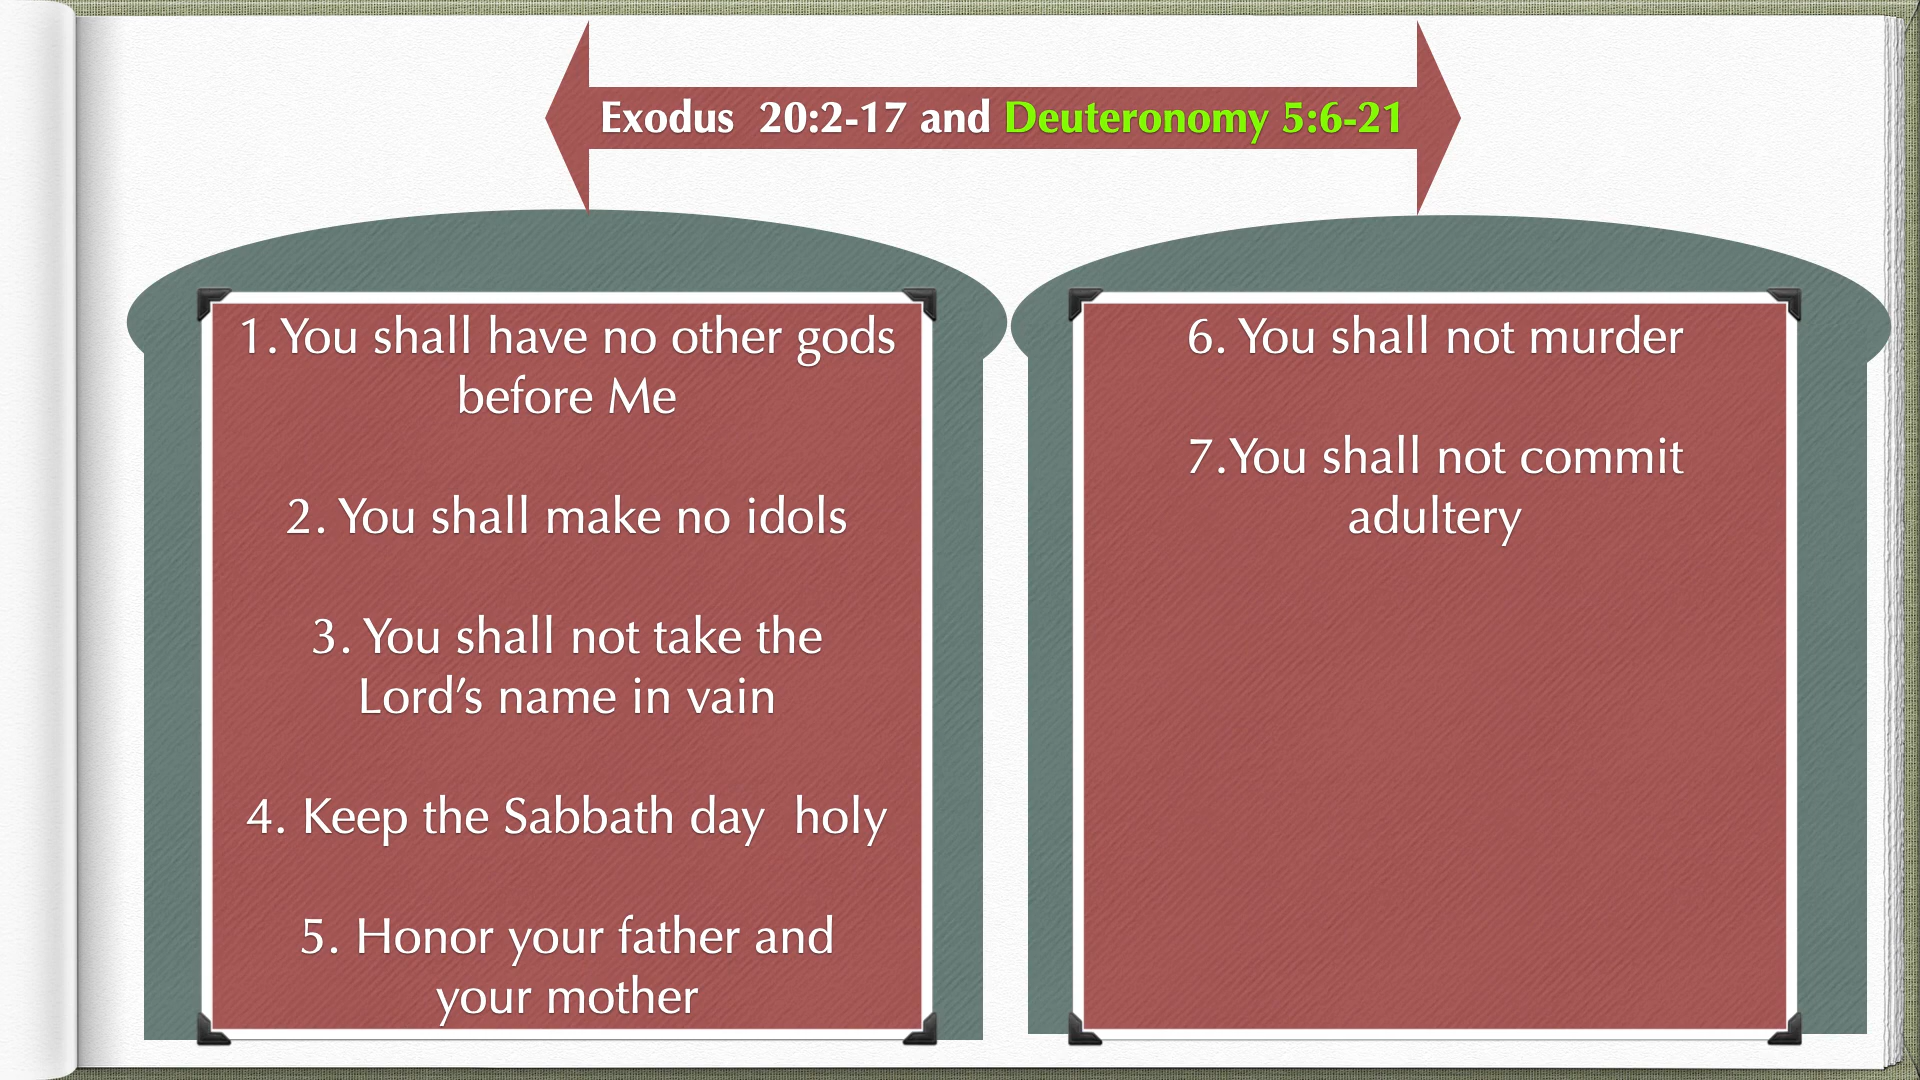 Exodus  20:2-17 and Deuteronomy 5:6-21
1.You shall have no other gods
before Me
2. You shall make no idols
3. You shall not take the
Lord’s name in vain
4. Keep the Sabbath day  holy
5. Honor your father and
your mother
6. You shall not murder
7.You shall not commit
adultery